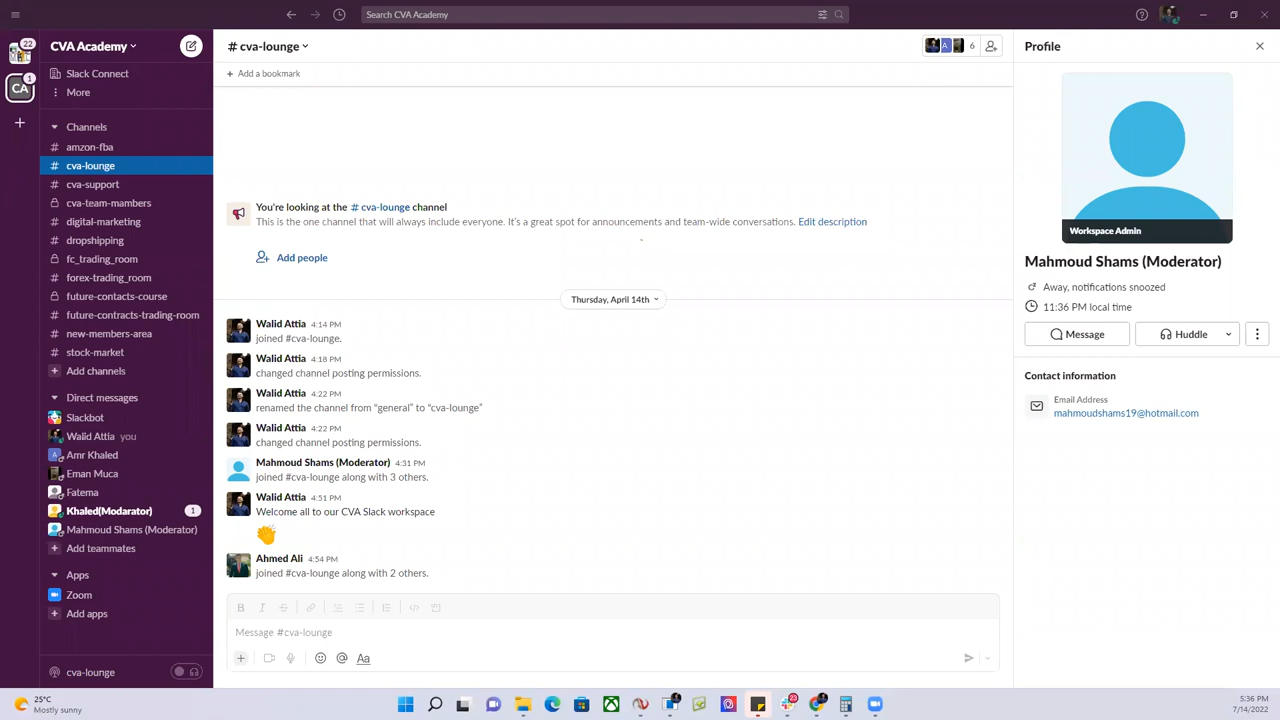 Search CVA Academy
22
CA
1
CVA Academy
Slack Connect
More
Channels
amzon-fba
cva-lounge
cva-support
cva-team-mambers
digital-marketing
dropshipping
fc_trading_room
forex-trading_room
future-contacts-course
future-contracts-trading-room
new-members-area
stock-market
Add channels
Direct messages
Slackbot
Walid Attia you
Amr Khaled
Eman Muca
Fatema
Khaled(Modarator) 1
Mahmoud Shams (Moderator)
Add teammates
Apps
Zoom
Add apps
cva-lounge
# cva-lounge
A 6
+ Add a bookmark
You're looking at the # cva-lounge channel
This is the one channel that will always include everyone. It's a great spot for announcements and team-wide conversations. Edit description
Add people
Thursday, April 14th
Walid Attia 4:14 PM
joined #cva-lounge.
Walid Attia 4:18 PM
changed channel posting permissions.
Walid Attia 4:22 PM
renamed the channel from “general” to “cva-lounge”
Walid Attia 4:22 PM
changed channel posting permissions.
Mahmoud Shams (Moderator) 4:31 PM
joined #cva-lounge along with 3 others.
Walid Attia 4:51 PM
Welcome all to our CVA Slack workspace
Ahmed Ali 4:54 PM
joined #cva-lounge along with 2 others.
Message #cva-lounge
Aa
Profile
Workspace Admin
Mahmoud Shams (Moderator)
Away, notifications snoozed
11:36 PM local time
Message Huddle
Contact information
Email Address
mahmoudshams19@hotmail.com
25°C
Mostly sunny
23
5:36 PM
7/14/2022